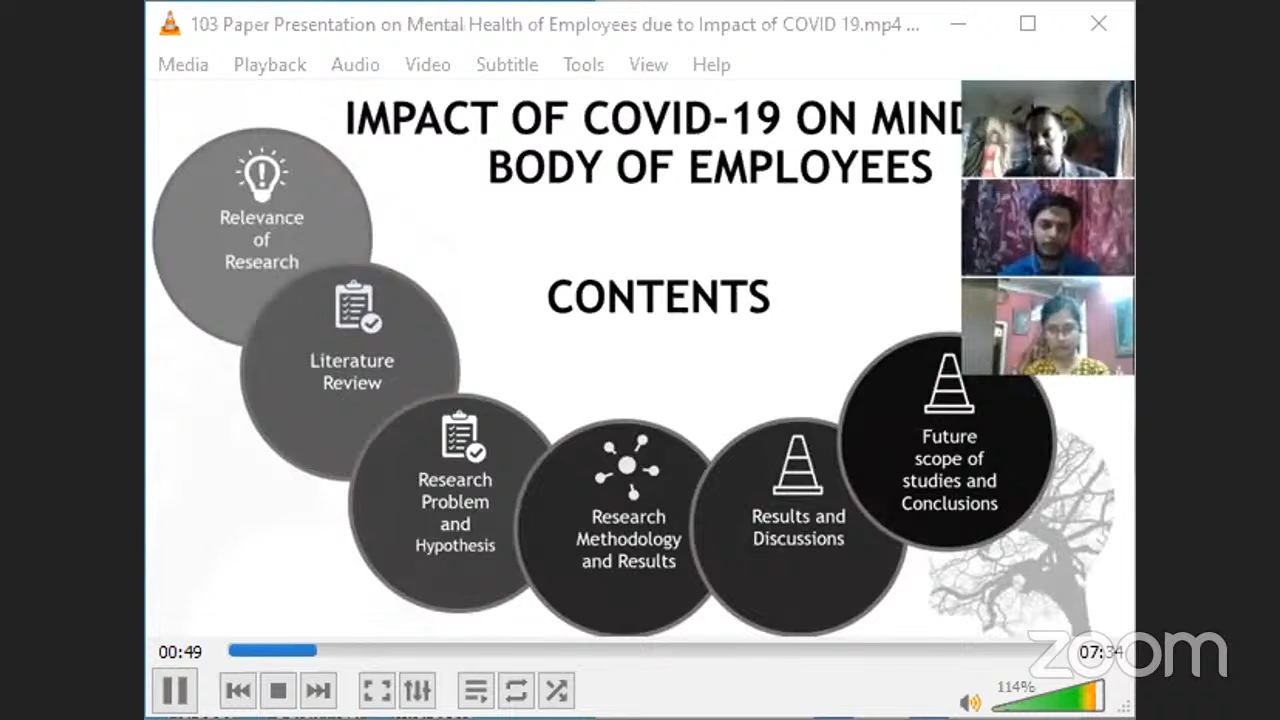 103 Paper Presentation on Mental Health of Employees due to Impact of COVID 19.mp4 ...
Media Playback Audio Video Subtitle Tools View Help
IMPACT OF COVID-19 ON MIND
BODY OF EMPLOYEES
CONTENTS
Relevance
of
Research
Literature
Review
Research
Problem
and
Hypothesis
Research
Methodology
and Results
Results and
Discussions
Future
scope of
studies and
Conclusions
00:49
07:34
zoom
114%